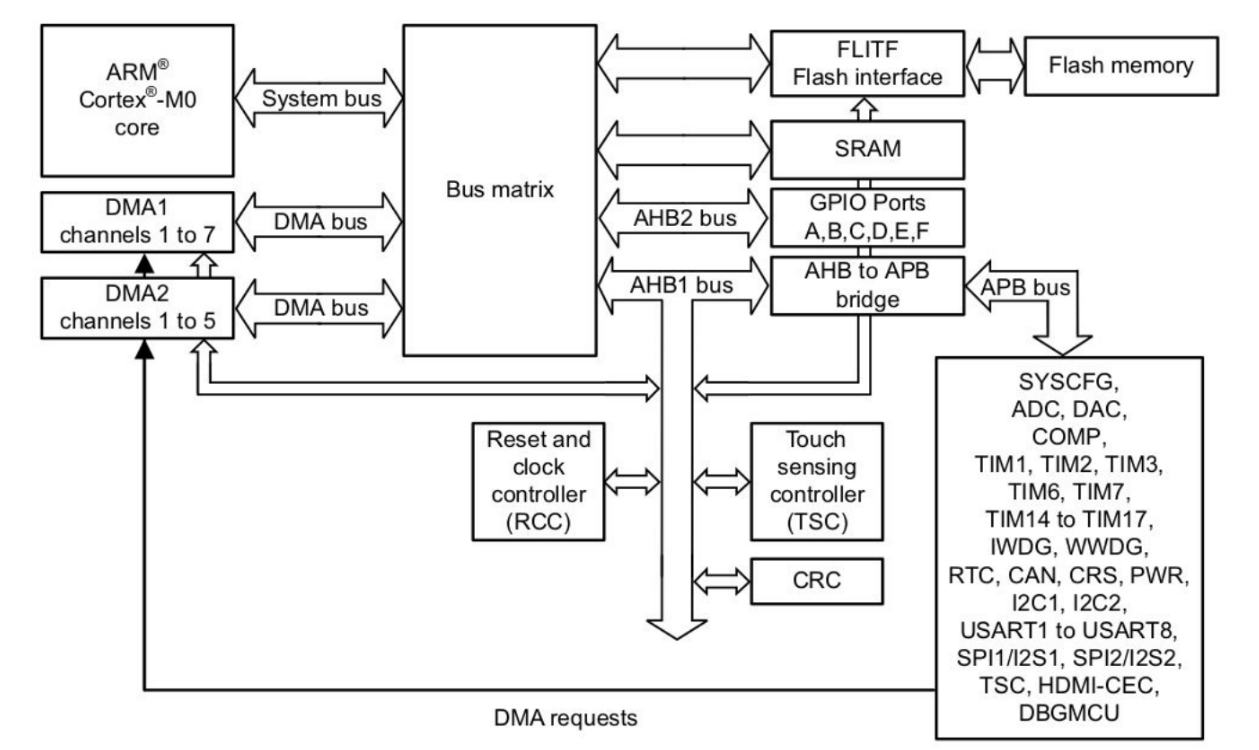 ARM®
Cortex®-M0
core
System bus
Bus matrix
FLITF
Flash interface
Flash memory
SRAM
DMA1
channels 1 to 7
DMA bus
AHB2 bus
GPIO Ports
A,B,C,D,E,F
DMA2
channels 1 to 5
DMA bus
AHB1 bus
AHB to APB
bridge
APB bus
Reset and
clock
controller
(RCC)
Touch
sensing
controller
(TSC)
CRC
SYSCFG,
ADC, DAC,
COMP,
TIM1, TIM2, TIM3,
TIM6, TIM7,
TIM14 to TIM17,
IWDG, WWDG,
RTC, CAN, CRS, PWR,
I2C1, I2C2,
USART1 to USART8,
SPI1/I2S1, SPI2/I2S2,
TSC, HDMI-CEC,
DBGMCU
DMA requests